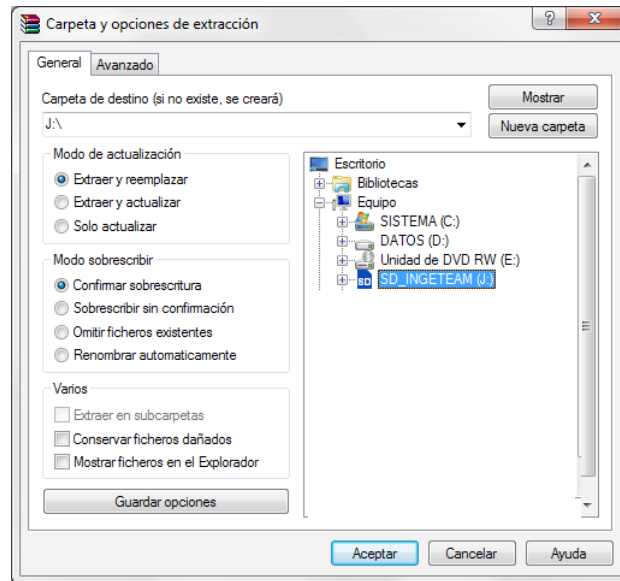 Carpeta y opciones de extracción
?
General
Avanzado
Carpeta de destino (si no existe, se creará)
Mostrar
J:\
Nueva carpeta
Modo de actualización
Extraer y reemplazar
Extraer y actualizar
Solo actualizar
Modo sobrescribir
Confirmar sobrescritura
Sobrescribir sin confirmación
Omitir ficheros existentes
Renombrar automaticamente
Varios
Extraer en subcarpetas
Conservar ficheros dañados
Mostrar ficheros en el Explorador
Guardar opciones
Escritorio
Bibliotecas
Equipo
SISTEMA (C:)
DATOS (D:)
Unidad de DVD RW (E:)
SD SD_INGETEAM (J:)
Aceptar
Cancelar
Ayuda